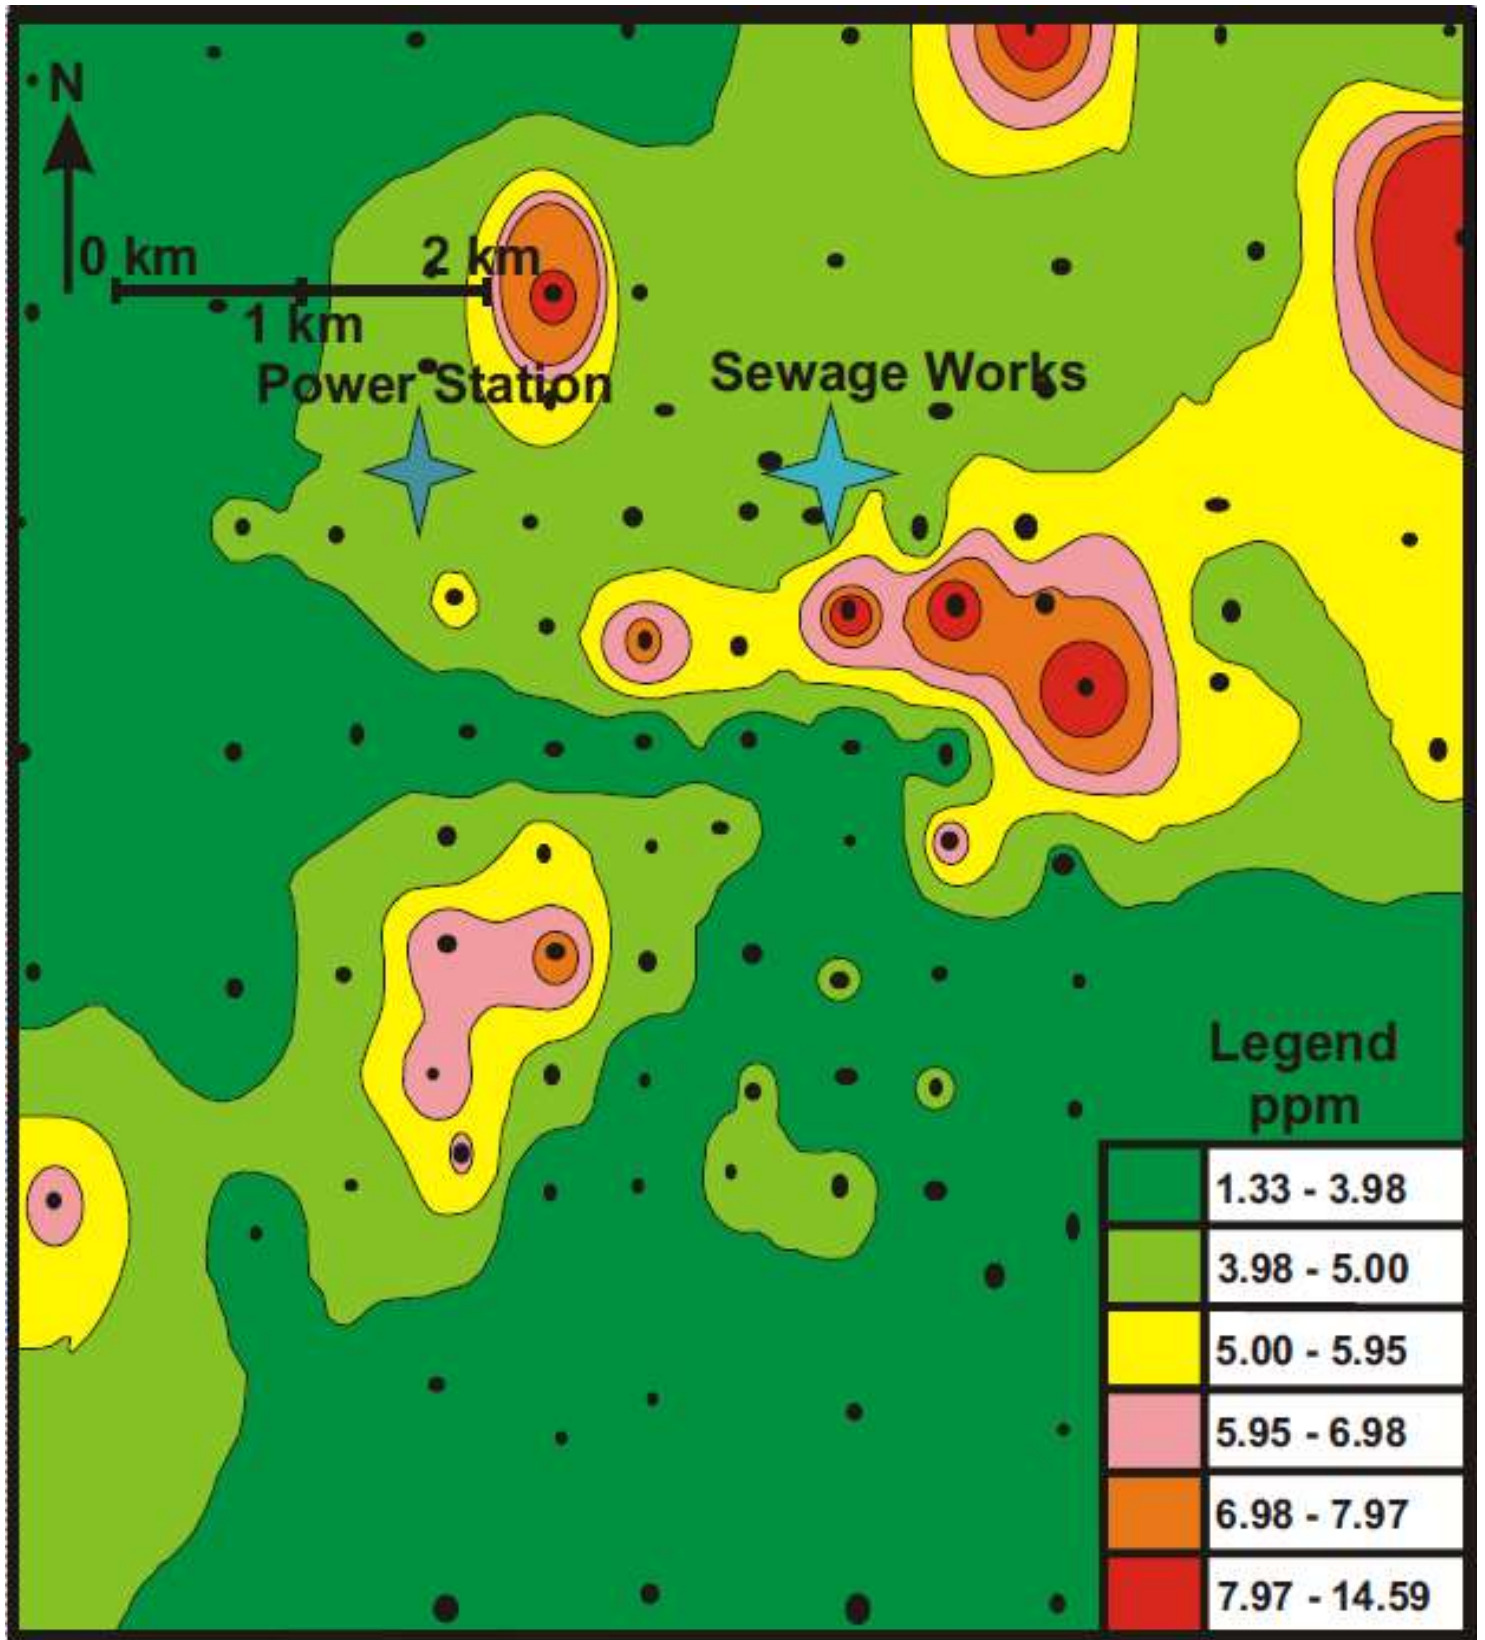 N
0 km 2 km
1 km
Power Station
Sewage Works
Legend
ppm
1.33 - 3.98
3.98 - 5.00
5.00 - 5.95
5.95 - 6.98
6.98 - 7.97
7.97 - 14.59